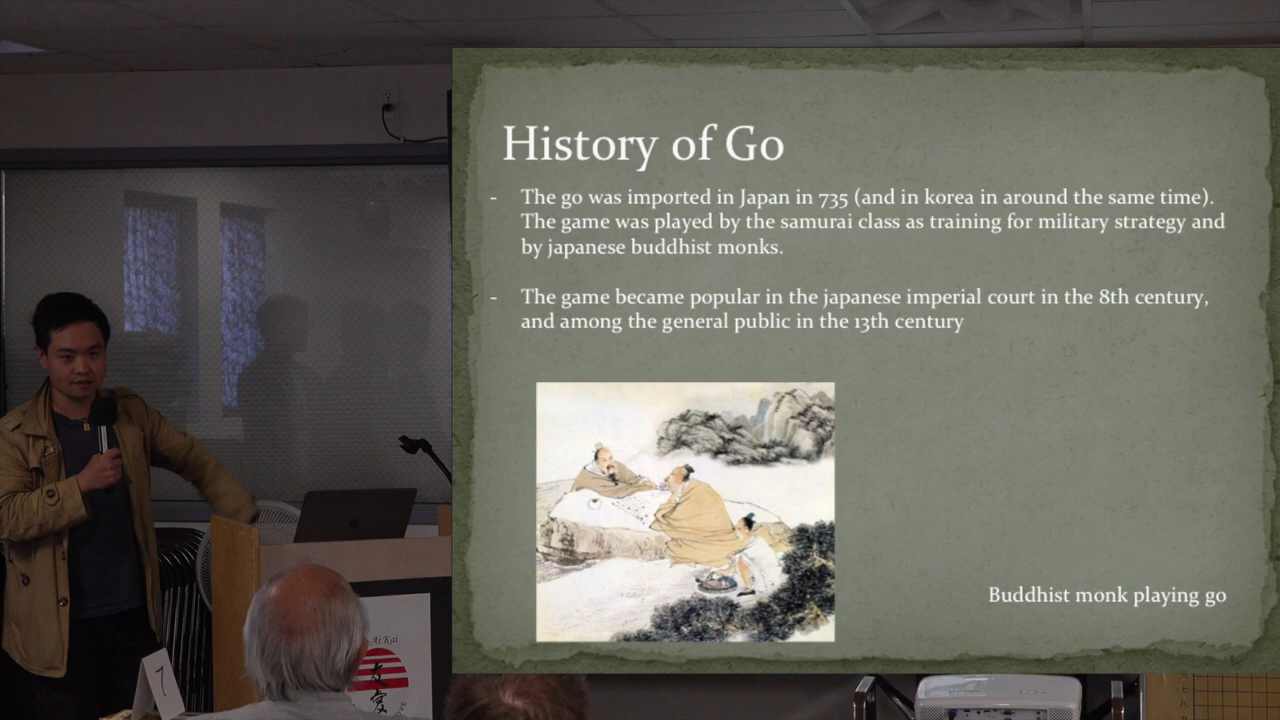 History of Go
- The go was imported in Japan in 735 (and in korea in around the same time).
The game was played by the samurai class as training for military strategy and
by japanese buddhist monks.
- The game became popular in the japanese imperial court in the 8th century,
and among the general public in the 13th century
Buddhist monk playing go
Ai Kai
友
愛
7